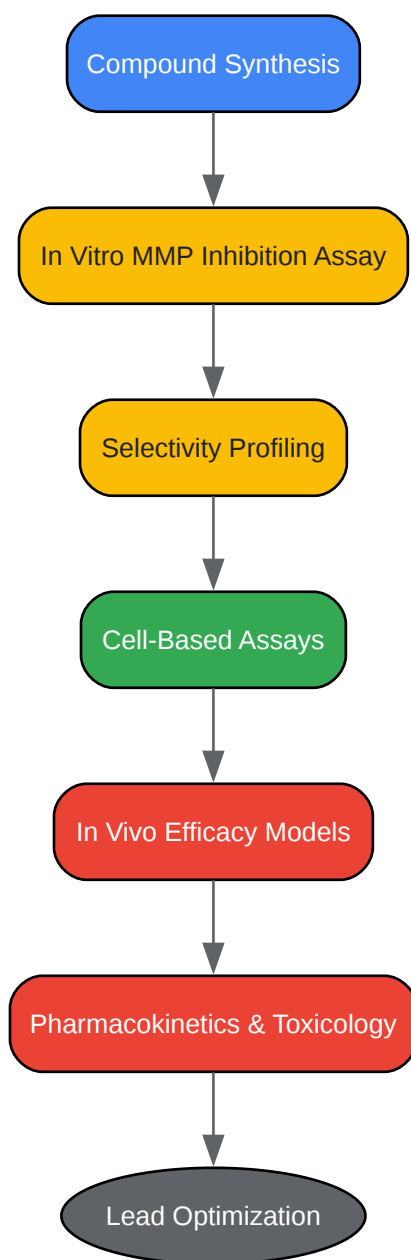 Compound Synthesis
In Vitro MMP Inhibition Assay
Selectivity Profiling
Cell-Based Assays
In Vivo Efficacy Models
Pharmacokinetics & Toxicology
Lead Optimization